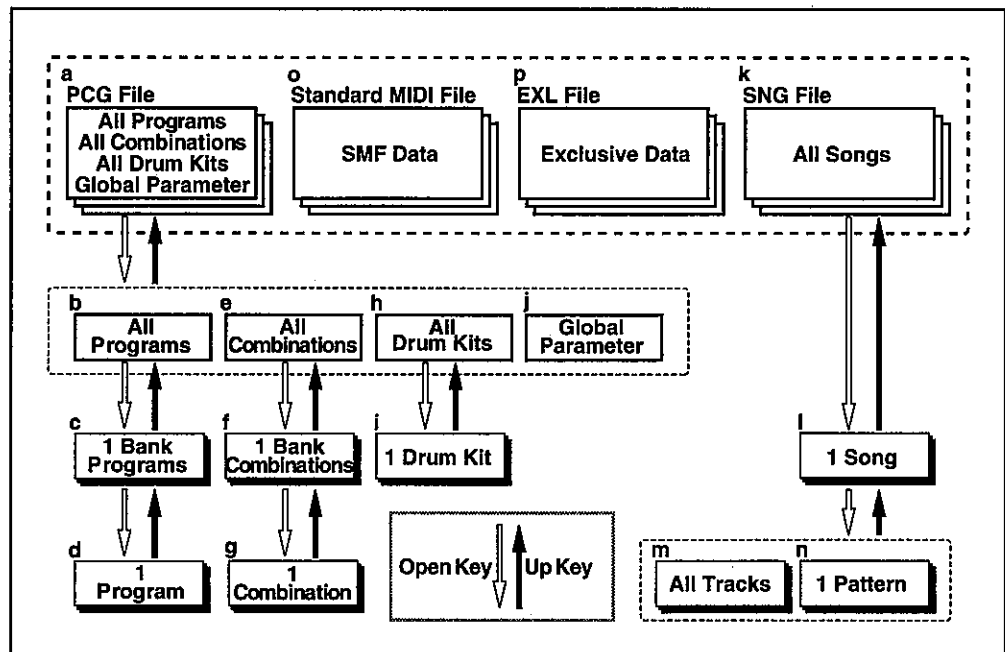 a
PCG File
All Programs
All Combinations
All Drum Kits
Global Parameter
o
Standard MIDI File
SMF Data
p
EXL File
Exclusive Data
k
SNG File
All Songs
b
All
Programs
e
All
Combinations
h
All
Drum Kits
j
Global
Parameter
c
1 Bank
Programs
f
1 Bank
Combinations
i
1 Drum Kit
l
1 Song
d
1
Program
g
1
Combination
Open Key
Up Key
m
All Tracks
n
1 Pattern